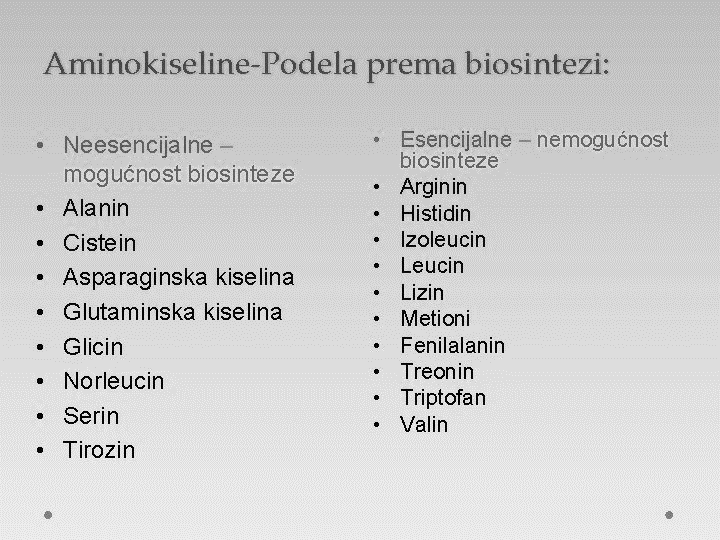 Aminokiseline-Podela prema biosintezi:
• Neesencijalne –
mogućnost biosinteze
• Alanin
• Cistein
• Asparaginska kiselina
• Glutaminska kiselina
• Glicin
• Norleucin
• Serin
• Tirozin
• Esencijalne – nemogućnost
biosinteze
• Arginin
• Histidin
• Izoleucin
• Leucin
• Lizin
• Metioni
• Fenilalanin
• Treonin
• Triptofan
• Valin